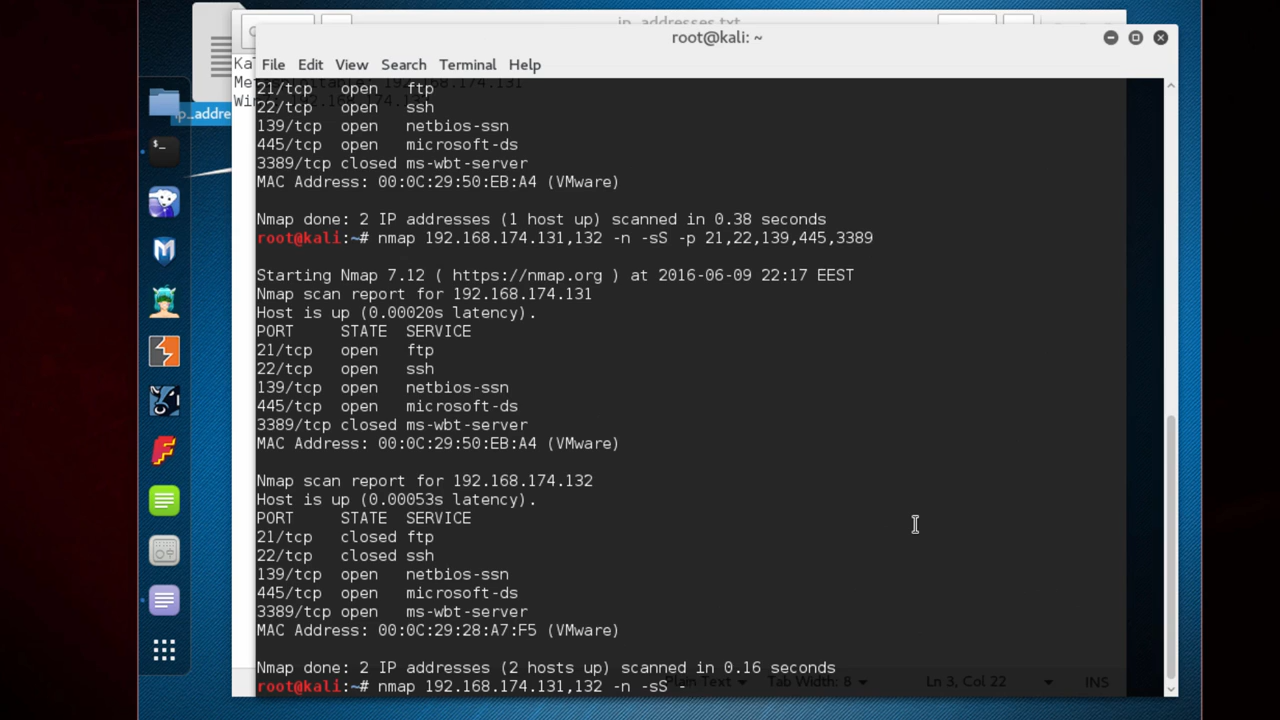 ip_addresses.txt
root@kali: ~
File Edit View Search Terminal Help
21/tcp open ftp
22/tcp open ssh
139/tcp open netbios-ssn
445/tcp open microsoft-ds
3389/tcp closed ms-wbt-server
MAC Address: 00:0C:29:50:EB:A4 (VMware)
Nmap done: 2 IP addresses (1 host up) scanned in 0.38 seconds
root@kali:~# nmap 192.168.174.131,132 -n -sS -p 21,22,139,445,3389
Starting Nmap 7.12 ( https://nmap.org ) at 2016-06-09 22:17 EEST
Nmap scan report for 192.168.174.131
Host is up (0.00020s latency).
PORT STATE SERVICE
21/tcp open ftp
22/tcp open ssh
139/tcp open netbios-ssn
445/tcp open microsoft-ds
3389/tcp closed ms-wbt-server
MAC Address: 00:0C:29:50:EB:A4 (VMware)
Nmap scan report for 192.168.174.132
Host is up (0.00053s latency).
PORT STATE SERVICE
21/tcp closed ftp
22/tcp closed ssh
139/tcp open netbios-ssn
445/tcp open microsoft-ds
3389/tcp open ms-wbt-server
MAC Address: 00:0C:29:28:A7:F5 (VMware)
Nmap done: 2 IP addresses (2 hosts up) scanned in 0.16 seconds
root@kali:~# nmap 192.168.174.131,132 -n -sS -
Plain Text Tab Width: 8 Ln 3, Col 22 INS
ip_addre